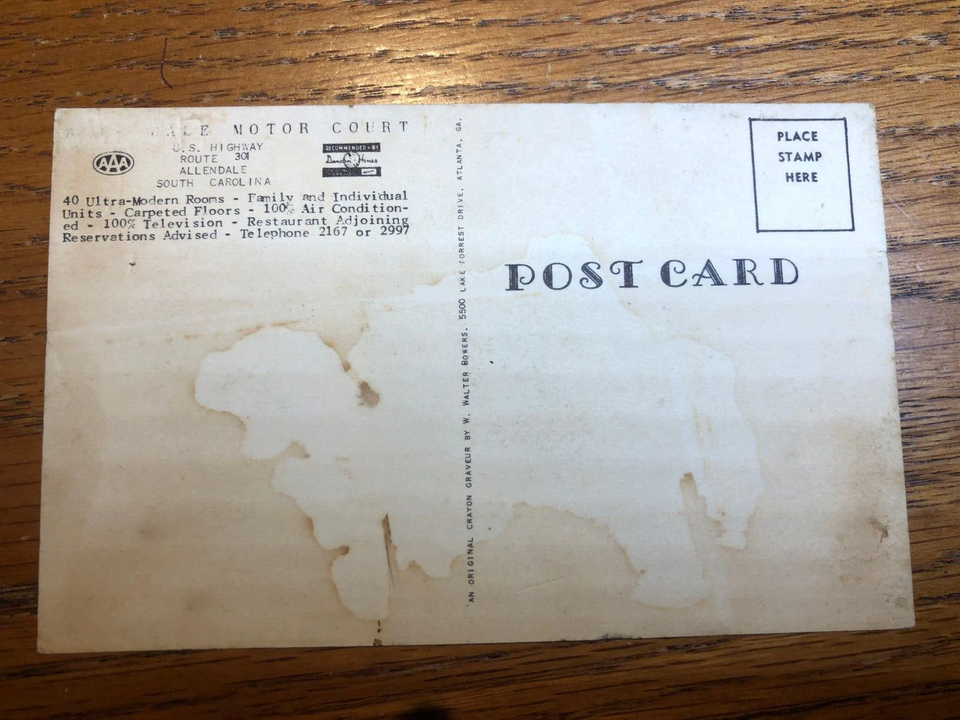 MOTOR COURT
U.S. HIGHWAY
ROUTE 301
ALLENDALE
SOUTH CAROLINA
AAA
RECOMMENDED BY
Duncan Hines
40 Ultra-Modern Rooms - Family and Individual
Units - Carpeted Floors - 100% Air Condition-
ed - 100% Television - Restaurant Adjoining
Reservations Advised - Telephone 2167 or 2997
AN ORIGINAL CRAYON GRAVEUR BY W. WALTER BOWERS, 5500 LAKE FORREST DRIVE, ATLANTA, GA.
PLACE
STAMP
HERE
POST CARD